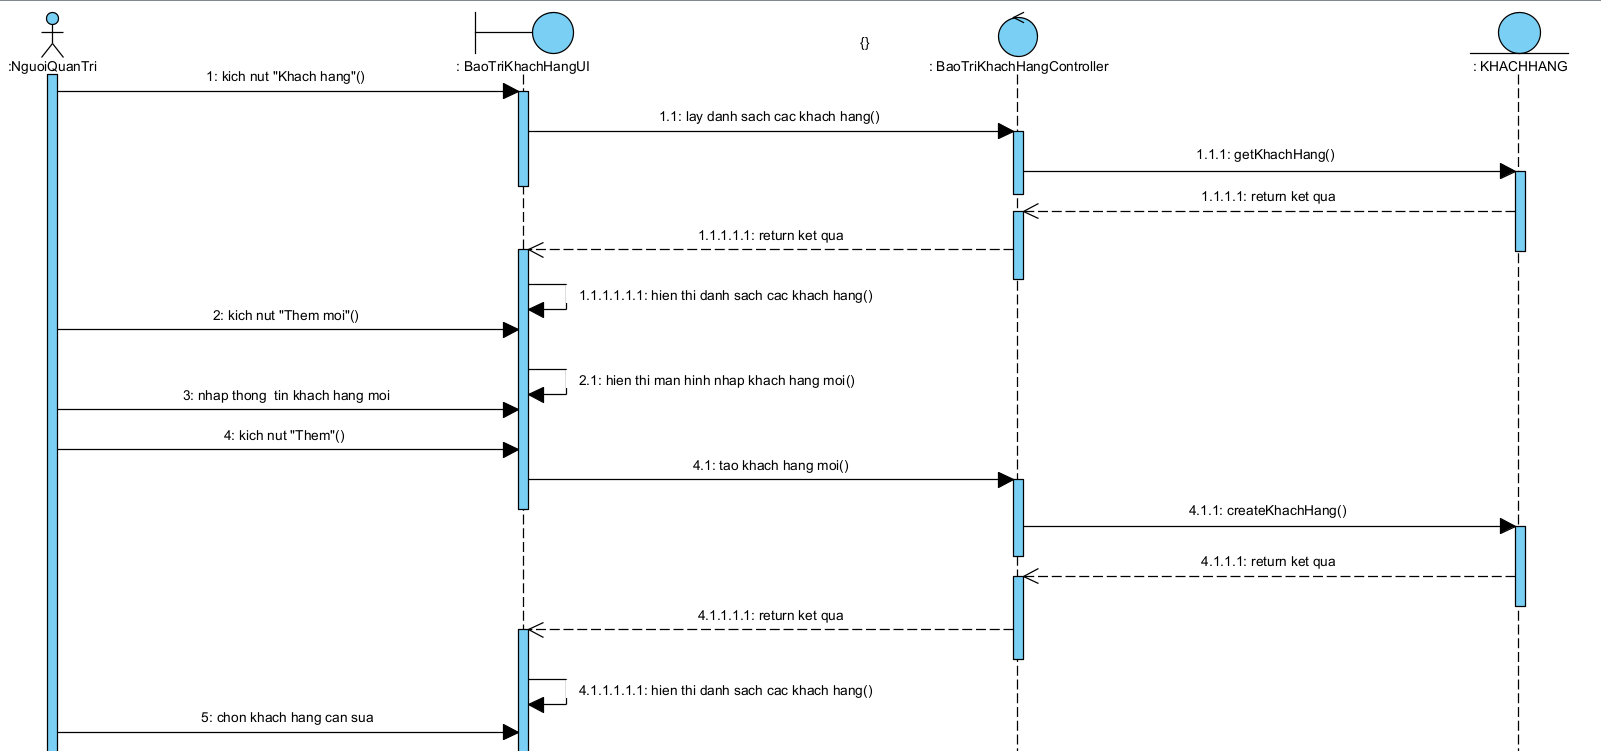 {}
:NguoiQuanTri
: BaoTriKhachHangUI
: BaoTriKhachHangController
: KHACHHANG
1: kich nut "Khach hang"()
1.1: lay danh sach cac khach hang()
1.1.1: getKhachHang()
1.1.1.1: return ket qua
1.1.1.1.1: return ket qua
1.1.1.1.1.1: hien thi danh sach cac khach hang()
2: kich nut "Them moi"()
2.1: hien thi man hinh nhap khach hang moi()
3: nhap thong  tin khach hang moi
4: kich nut "Them"()
4.1: tao khach hang moi()
4.1.1: createKhachHang()
4.1.1.1: return ket qua
4.1.1.1.1: return ket qua
4.1.1.1.1.1: hien thi danh sach cac khach hang()
5: chon khach hang can sua